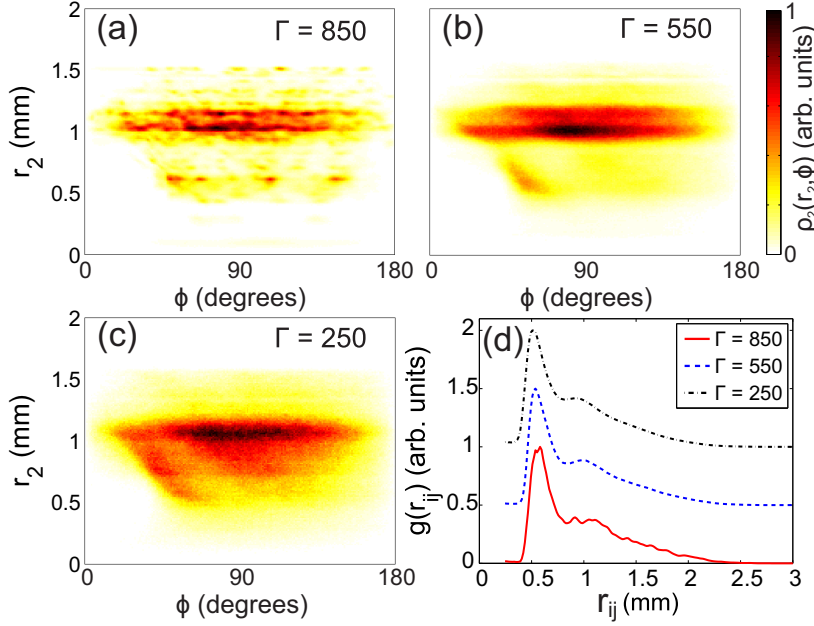 (a) Γ = 850
2
1.5
1
0.5
0
r₂ (mm)
0 90 180
ϕ (degrees)
(b) Γ = 550
0 90 180
ϕ (degrees)
1
0
ρ₂(r₂,ϕ) (arb. units)
(c) Γ = 250
2
1.5
1
0.5
0
r₂ (mm)
0 90 180
ϕ (degrees)
(d)
Γ = 850
Γ = 550
Γ = 250
2
1.5
1
0.5
0
g(rᵢⱼ) (arb. units)
0 0.5 1 1.5 2 2.5 3
rᵢⱼ (mm)